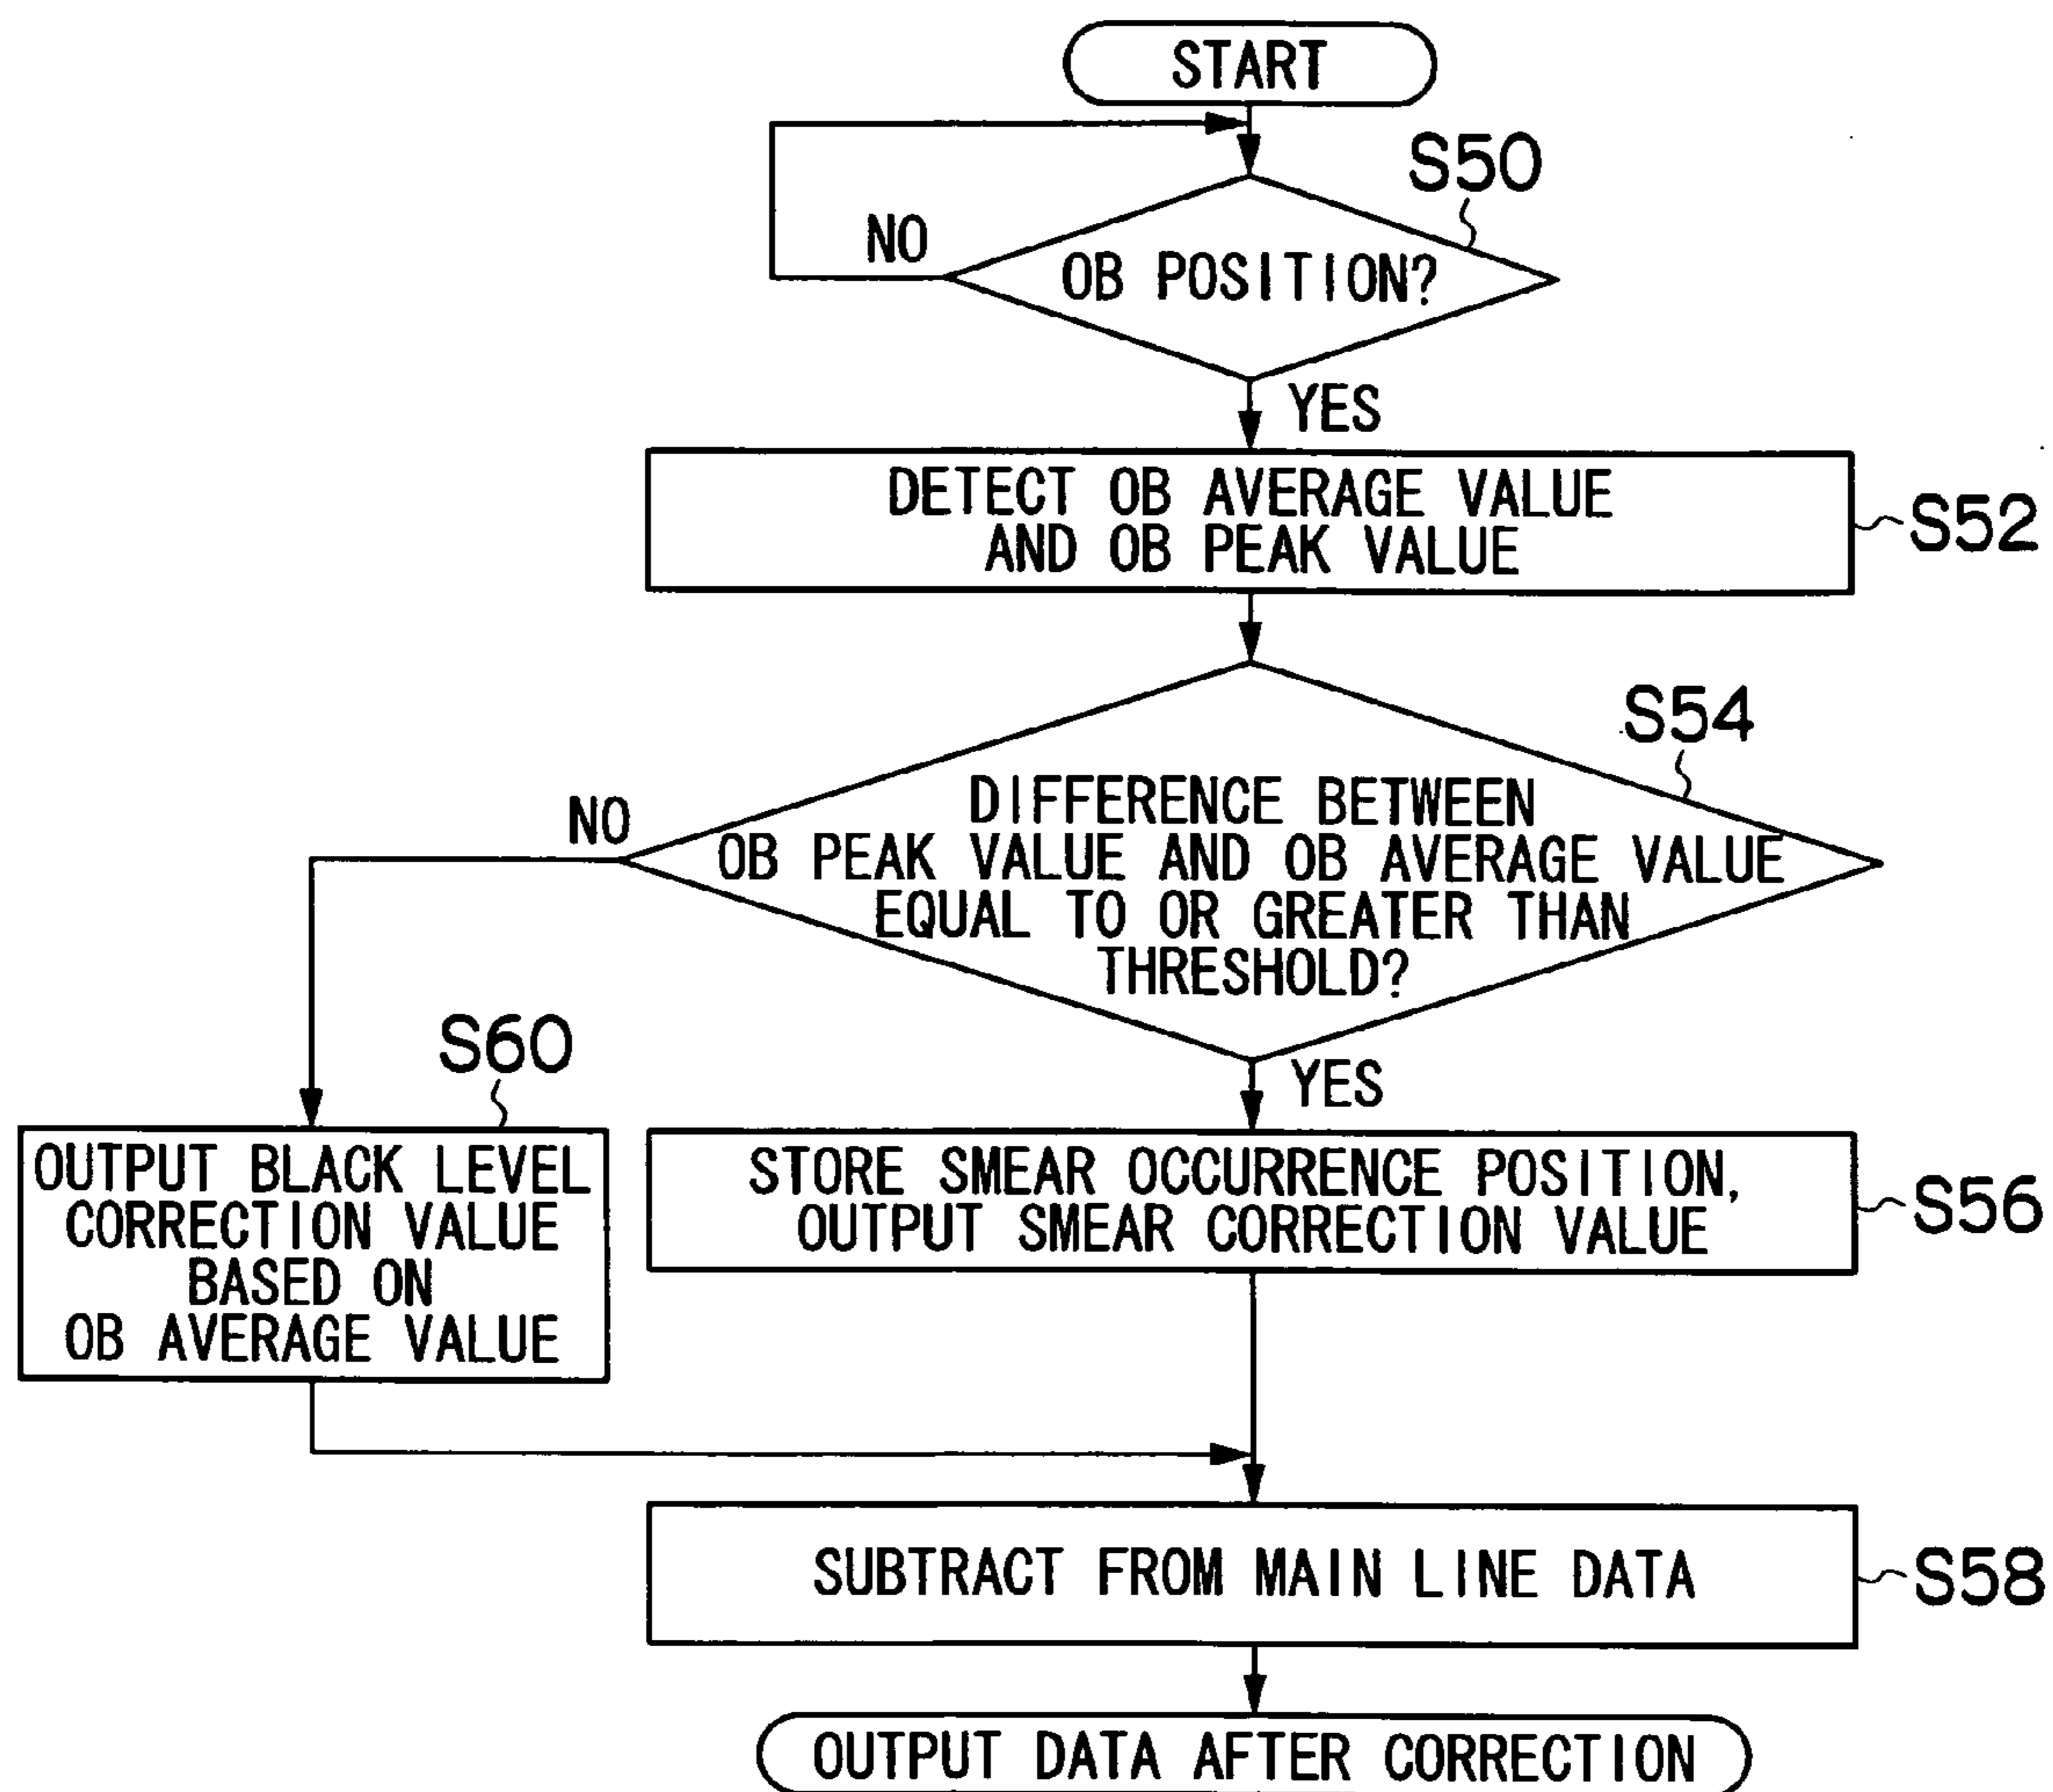 START
S50
NO
OB POSITION?
YES
DETECT OB AVERAGE VALUE
AND OB PEAK VALUE
S52
S54
DIFFERENCE BETWEEN
NO
OB PEAK VALUE AND OB AVERAGE VALUE
EQUAL TO OR GREATER THAN
THRESHOLD?
S60
YES
OUTPUT BLACK LEVEL
CORRECTION VALUE
BASED ON
OB AVERAGE VALUE
STORE SMEAR OCCURRENCE POSITION,
OUTPUT SMEAR CORRECTION VALUE
S56
SUBTRACT FROM MAIN LINE DATA
S58
OUTPUT DATA AFTER CORRECTION